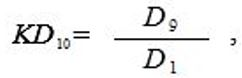 KD₁₀ = D₉ / D₁ ,